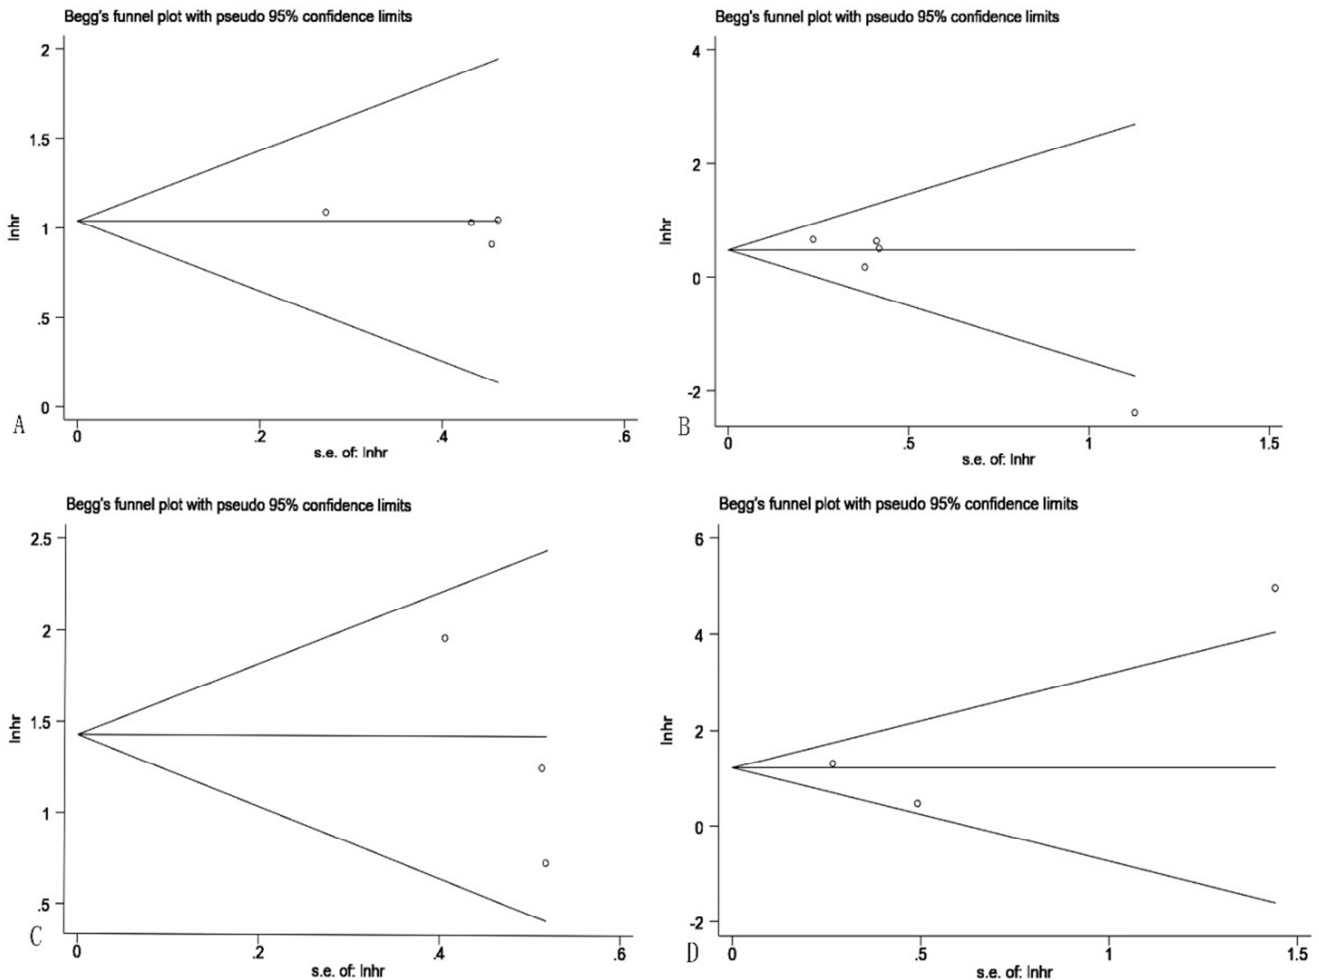 Begg's funnel plot with pseudo 95% confidence limits
2
1.5
1
.5
0
lnhr
0
.2
.4
.6
s.e. of: lnhr
A
Begg's funnel plot with pseudo 95% confidence limits
4
2
0
-2
lnhr
0
.5
1
1.5
s.e. of: lnhr
B
Begg's funnel plot with pseudo 95% confidence limits
2.5
2
1.5
1
.5
lnhr
0
.2
.4
.6
s.e. of: lnhr
C
Begg's funnel plot with pseudo 95% confidence limits
6
4
2
0
-2
lnhr
0
.5
1
1.5
s.e. of: lnhr
D